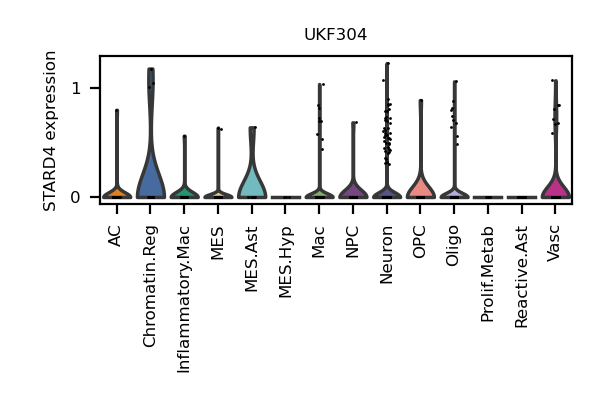 UKF304
STARD4 expression
1
0
AC
Chromatin.Reg
Inflammatory.Mac
MES
MES.Ast
MES.Hyp
Mac
NPC
Neuron
OPC
Oligo
Prolif.Metab
Reactive.Ast
Vasc